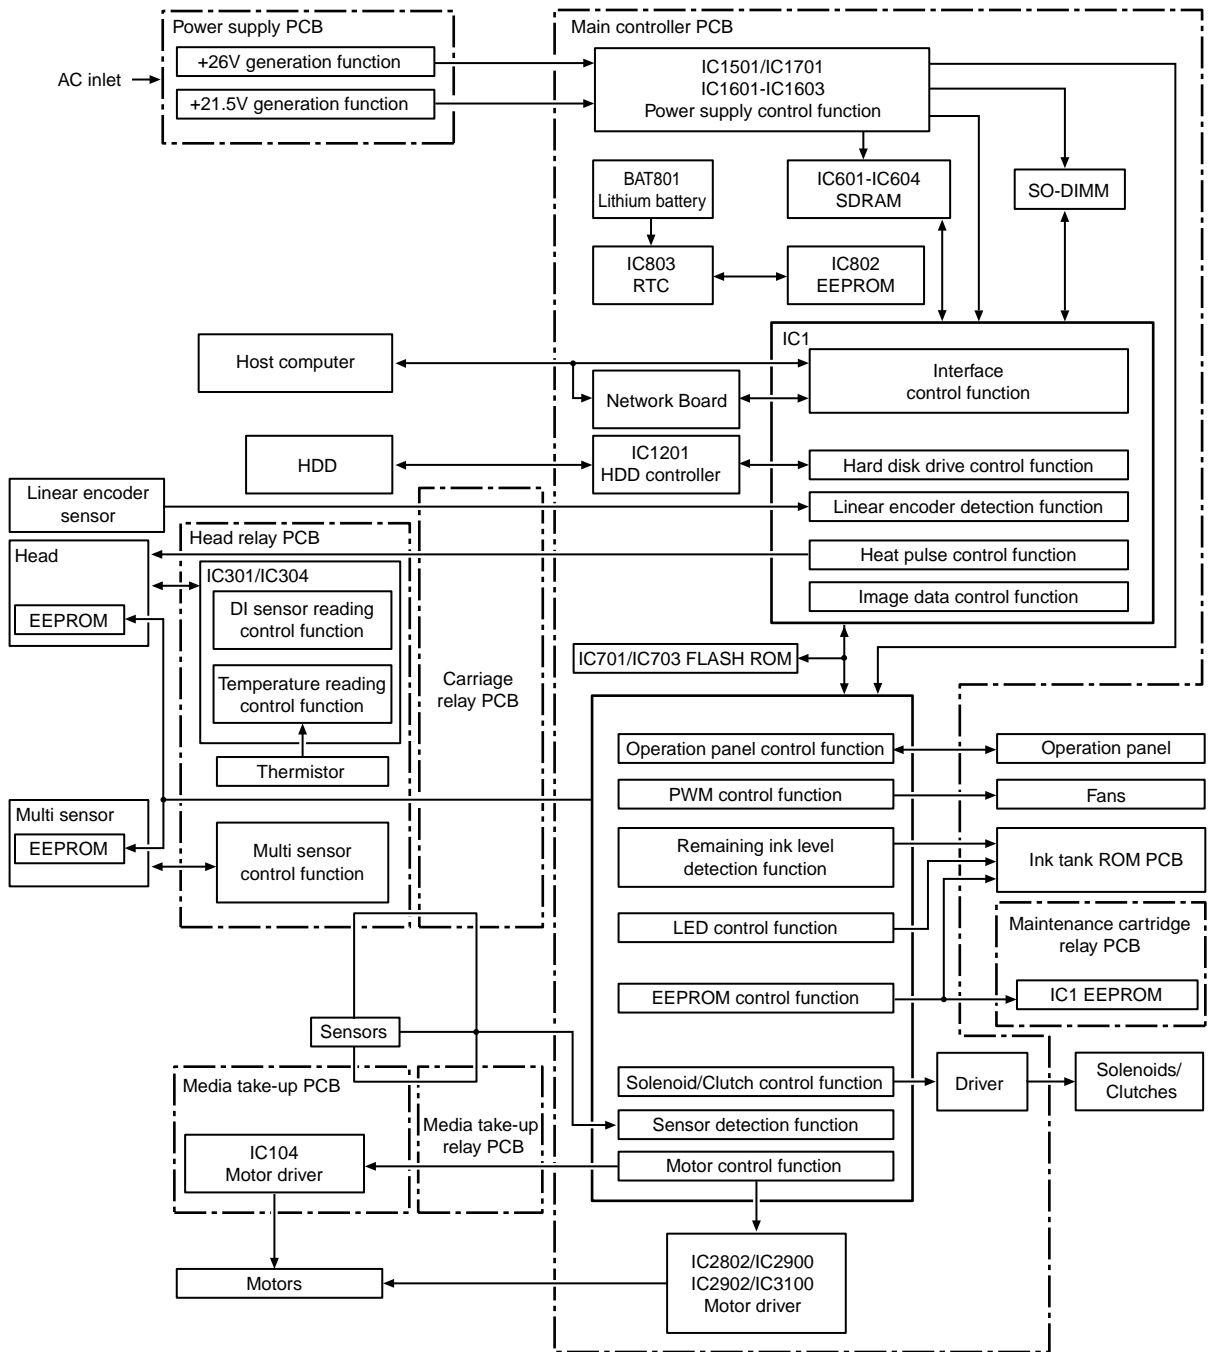 Power supply PCB
+26V generation function
+21.5V generation function
AC inlet
Main controller PCB
IC1501/IC1701
IC1601-IC1603
Power supply control function
BAT801
Lithium battery
IC601-IC604
SDRAM
SO-DIMM
IC803
RTC
IC802
EEPROM
IC1
Host computer
Interface
control function
Network Board
HDD
IC1201
HDD controller
Hard disk drive control function
Linear encoder
sensor
Linear encoder detection function
Head relay PCB
Head
Heat pulse control function
IC301/IC304
EEPROM
DI sensor reading
control function
Image data control function
IC701/IC703 FLASH ROM
Temperature reading
control function
Carriage
relay PCB
Thermistor
Operation panel control function
Operation panel
PWM control function
Fans
Multi sensor
EEPROM
Multi sensor
control function
Remaining ink level
detection function
Ink tank ROM PCB
LED control function
Maintenance cartridge
relay PCB
EEPROM control function
IC1 EEPROM
Sensors
Media take-up PCB
Solenoid/Clutch control function
Driver
Solenoids/
Clutches
Media take-up
relay PCB
Sensor detection function
IC104
Motor driver
Motor control function
IC2802/IC2900
IC2902/IC3100
Motor driver
Motors